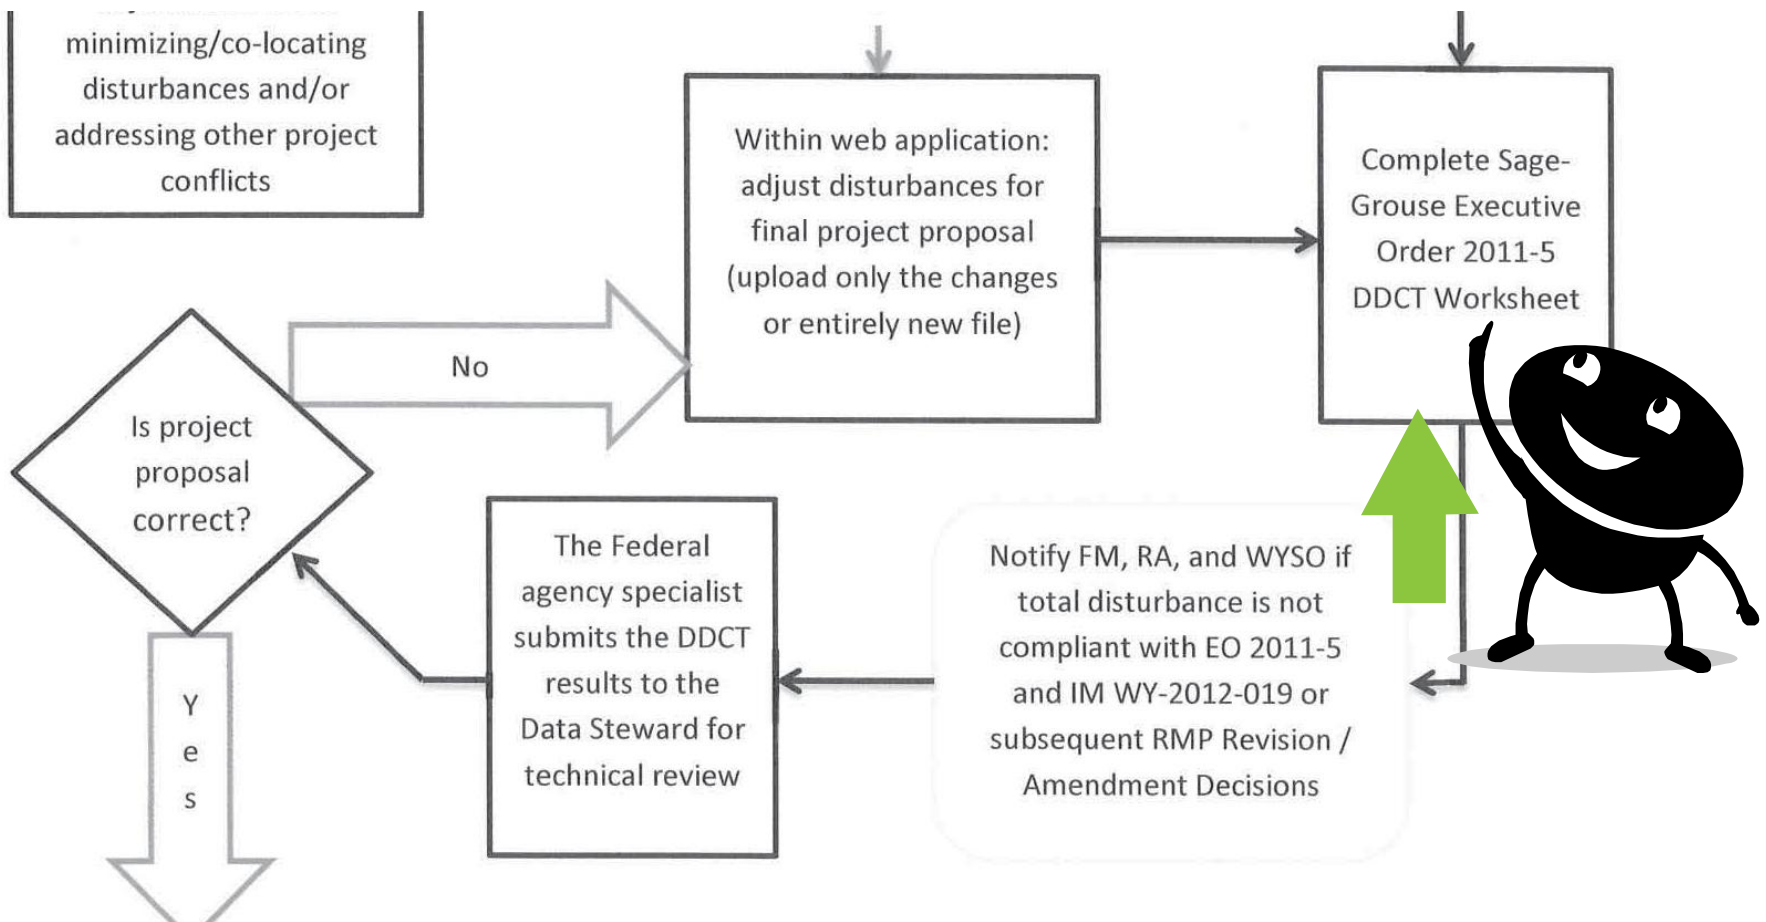 minimizing/co-locating
disturbances and/or
addressing other project
conflicts
Within web application:
adjust disturbances for
final project proposal
(upload only the changes
or entirely new file)
Complete Sage-
Grouse Executive
Order 2011-5
DDCT Worksheet
No
Is project
proposal
correct?
The Federal
agency specialist
submits the DDCT
results to the
Data Steward for
technical review
Notify FM, RA, and WYSO if
total disturbance is not
compliant with EO 2011-5
and IM WY-2012-019 or
subsequent RMP Revision /
Amendment Decisions
Y
e
s